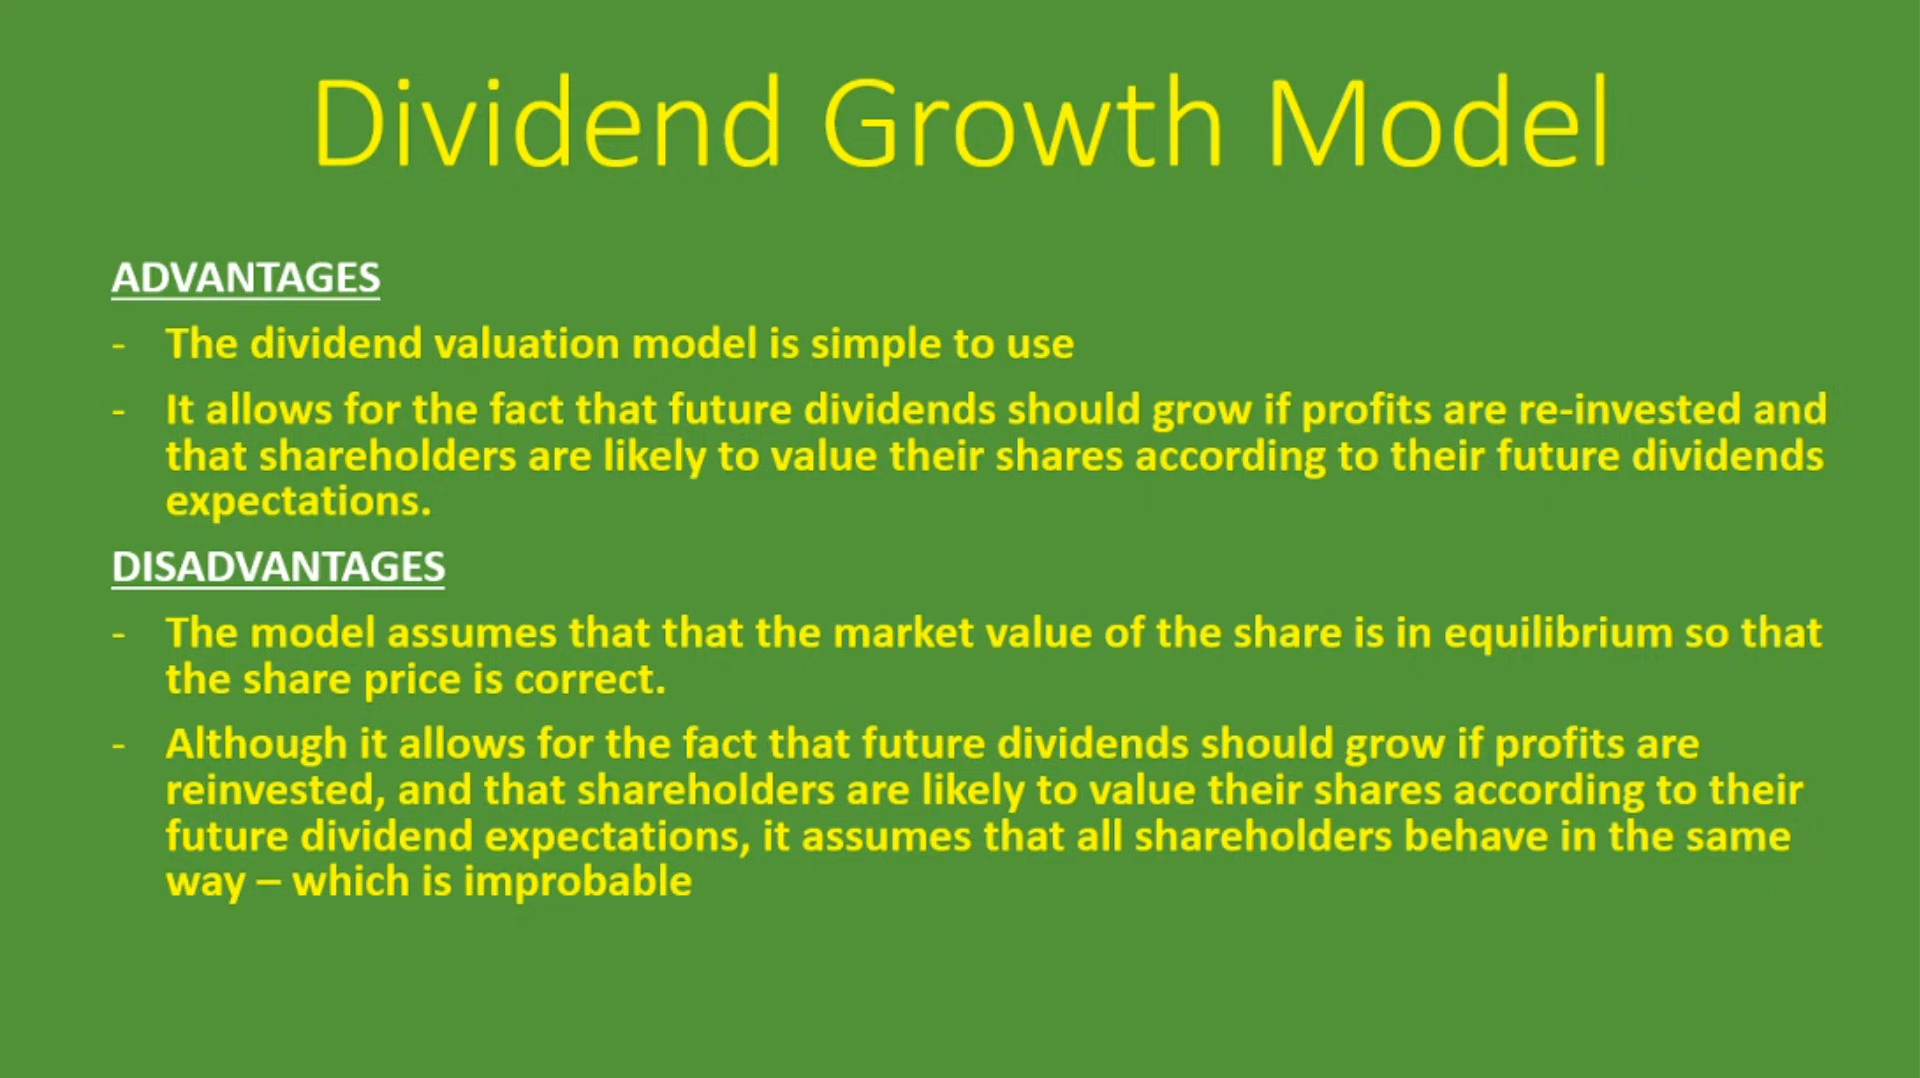 Dividend Growth Model
ADVANTAGES
- The dividend valuation model is simple to use
- It allows for the fact that future dividends should grow if profits are re-invested and
that shareholders are likely to value their shares according to their future dividends
expectations.
DISADVANTAGES
- The model assumes that that the market value of the share is in equilibrium so that
the share price is correct.
- Although it allows for the fact that future dividends should grow if profits are
reinvested, and that shareholders are likely to value their shares according to their
future dividend expectations, it assumes that all shareholders behave in the same
way – which is improbable